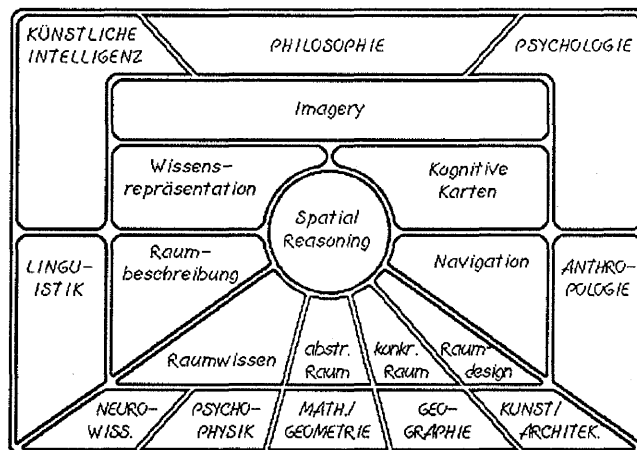 KÜNSTLICHE
INTELLIGENZ
PHILOSOPHIE
PSYCHOLOGIE
Imagery
Wissens-
repräsentation
Kognitive
Karten
Spatial
Reasoning
LINGU-
ISTIK
Raum-
beschreibung
Navigation
ANTHRO-
POLOGIE
Raumwissen
abstr.
Raum
konkr.
Raum
Raum-
design
NEURO-
WISS.
PSYCHO-
PHYSIK
MATH./
GEOMETRIE
GEO-
GRAPHIE
KUNST/
ARCHITEK.